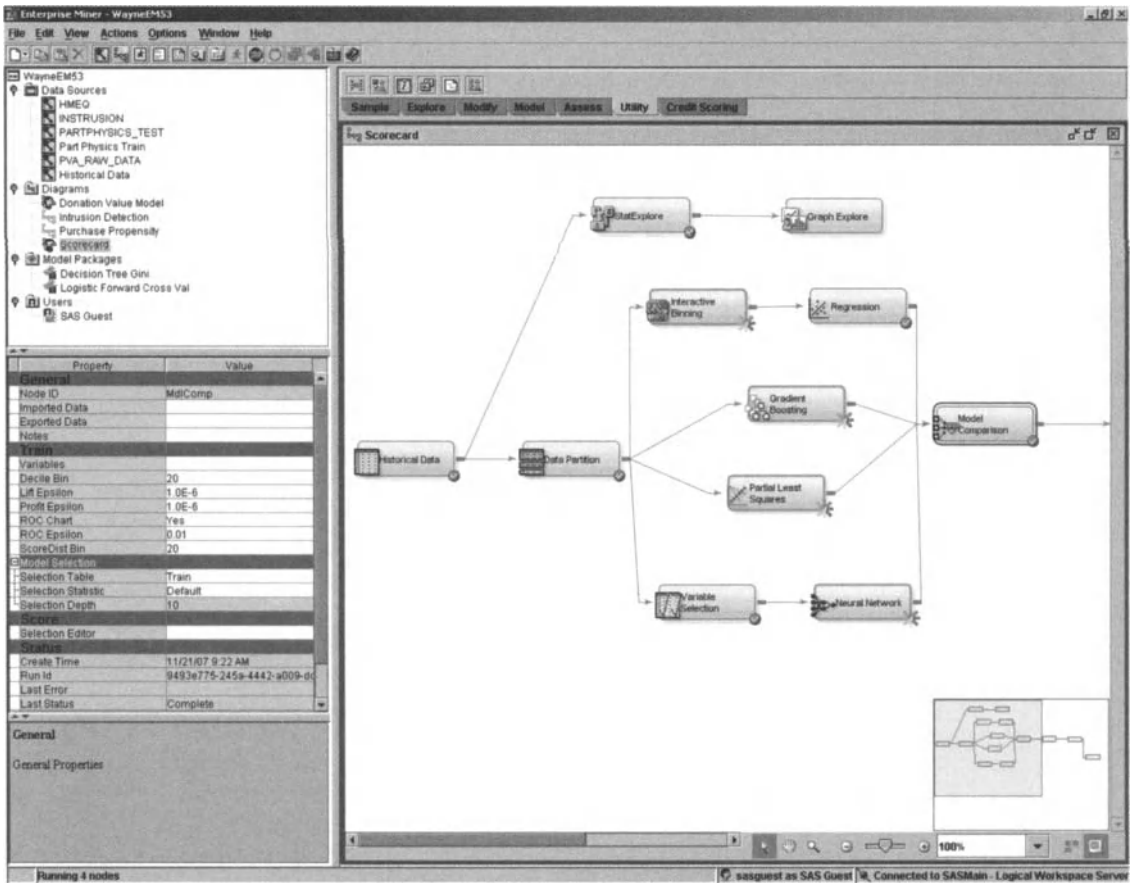 Enterprise Miner - WayneEM53
File Edit View Actions Options Window Help
WayneEM53
Data Sources
HMEQ
INSTRUSION
PARTPHYSICS_TEST
Part Physics Train
PVA_RAW_DATA
Historical Data
Diagrams
Donation Value Model
Intrusion Detection
Purchase Propensity
Scorecard
Model Packages
Decision Tree Gini
Logistic Forward Cross Val
Users
SAS Guest
Property Value
General
Node ID MdlComp
Imported Data
Exported Data
Notes
Train
Variables
Decile Bin 20
Lift Epsilon 1.0E-6
Profit Epsilon 1.0E-6
ROC Chart Yes
ROC Epsilon 0.01
ScoreDist Bin 20
Model Selection
Selection Table Train
Selection Statistic Default
Selection Depth 10
Score
Selection Editor
Status
Create Time 11/21/07 9:22 AM
Run Id 9493e775-245a-4442-a009-dc
Last Error
Last Status Complete
General
General Properties
Sample Explore Modify Model Assess Utility Credit Scoring
Scorecard
StatExplore
Graph Explore
Interactive
Binning
Regression
Gradient
Boosting
Model
Comparison
Historical Data
Data Partition
Partial Least
Squares
Variable
Selection
Neural Network
100%
Running 4 nodes
sasguest as SAS Guest
Connected to SASMain - Logical Workspace Server